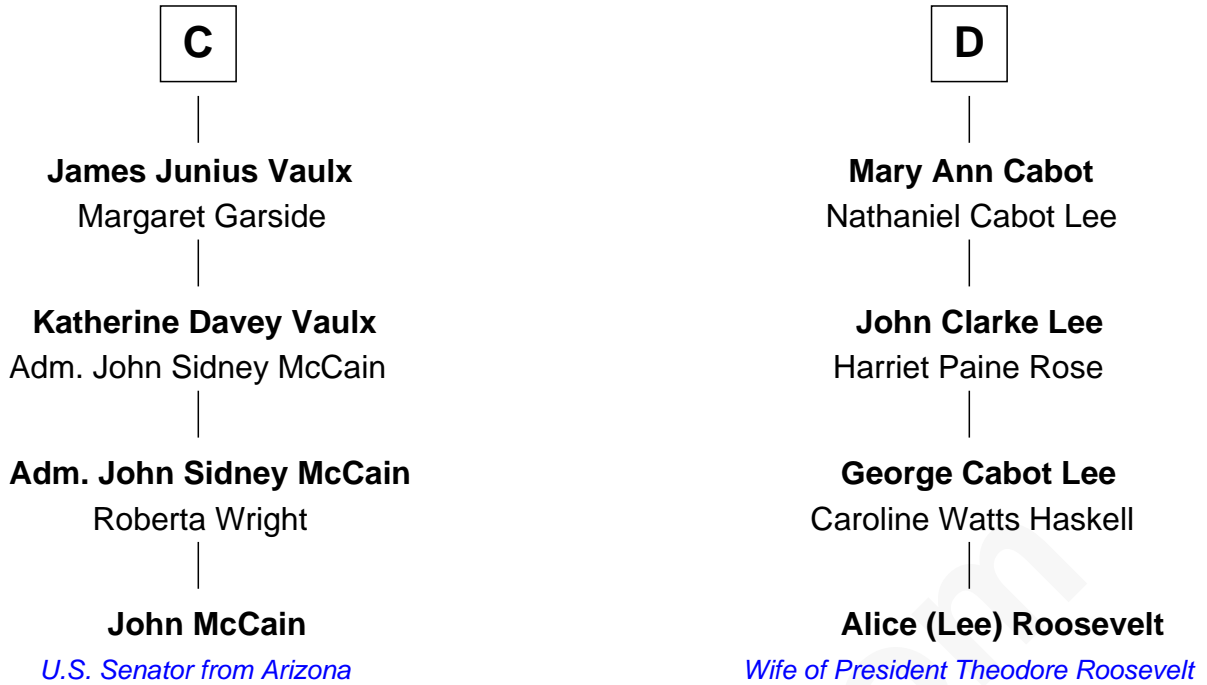 C
James Junius Vaulx
Margaret Garside
Katherine Davey Vaulx
Adm. John Sidney McCain
Adm. John Sidney McCain
Roberta Wright
John McCain
U.S. Senator from Arizona
D
Mary Ann Cabot
Nathaniel Cabot Lee
John Clarke Lee
Harriet Paine Rose
George Cabot Lee
Caroline Watts Haskell
Alice (Lee) Roosevelt
Wife of President Theodore Roosevelt